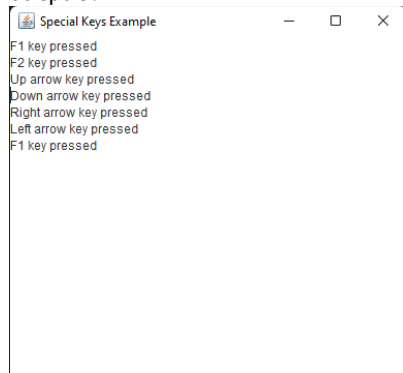 Special Keys Example
F1 key pressed
F2 key pressed
Up arrow key pressed
Down arrow key pressed
Right arrow key pressed
Left arrow key pressed
F1 key pressed